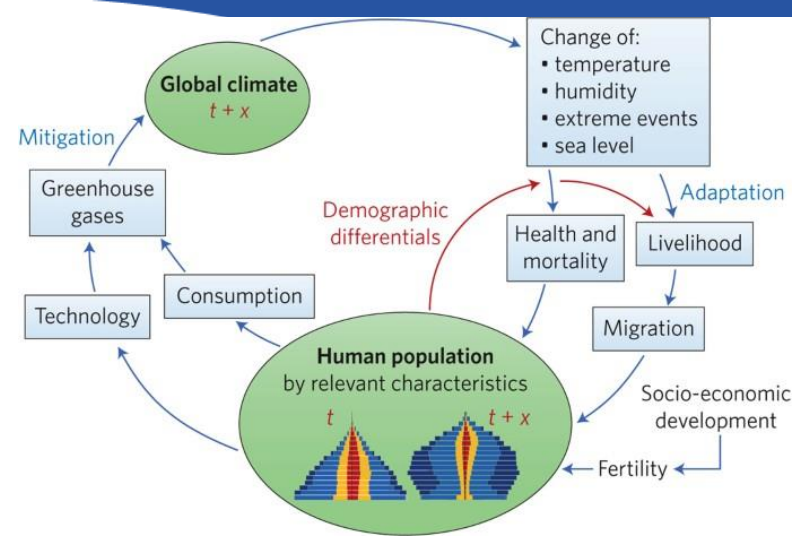 Global climate
t + x
Change of:
▪ temperature
▪ humidity
▪ extreme events
▪ sea level
Mitigation
Greenhouse
gases
Adaptation
Demographic
differentials
Health and
mortality
Livelihood
Consumption
Technology
Migration
Human population
by relevant characteristics
t
t + x
Socio-economic
development
Fertility